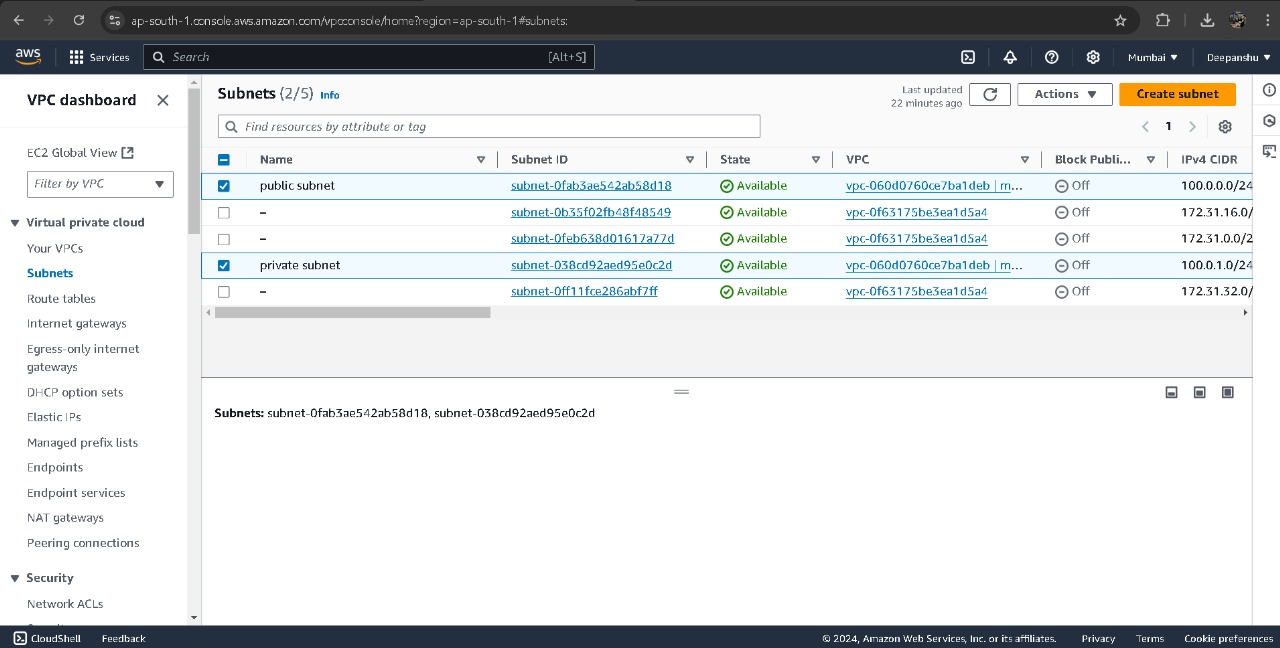 ap-south-1.console.aws.amazon.com/vpcconsole/home?region=ap-south-1#subnets:
aws Services Search [Alt+S] Mumbai ▼ Deepanshu ▼
VPC dashboard
EC2 Global View
Filter by VPC
Virtual private cloud
Your VPCs
Subnets
Route tables
Internet gateways
Egress-only internet
gateways
DHCP option sets
Elastic IPs
Managed prefix lists
Endpoints
Endpoint services
NAT gateways
Peering connections
Security
Network ACLs
Subnets (2/5) Info
Last updated
22 minutes ago
Actions ▼ Create subnet
Find resources by attribute or tag
1
Name Subnet ID State VPC Block Publi... IPv4 CIDR
public subnet subnet-0fab3ae542ab58d18 Available vpc-060d0760ce7ba1deb | m... Off 100.0.0.0/24
– subnet-0b35f02fb48f48549 Available vpc-0f63175be3ea1d5a4 Off 172.31.16.0/
– subnet-0feb638d01617a77d Available vpc-0f63175be3ea1d5a4 Off 172.31.0.0/2
private subnet subnet-038cd92aed95e0c2d Available vpc-060d0760ce7ba1deb | m... Off 100.0.1.0/24
– subnet-0ff11fce286abf7ff Available vpc-0f63175be3ea1d5a4 Off 172.31.32.0/
Subnets: subnet-0fab3ae542ab58d18, subnet-038cd92aed95e0c2d
CloudShell Feedback © 2024, Amazon Web Services, Inc. or its affiliates. Privacy Terms Cookie preferences